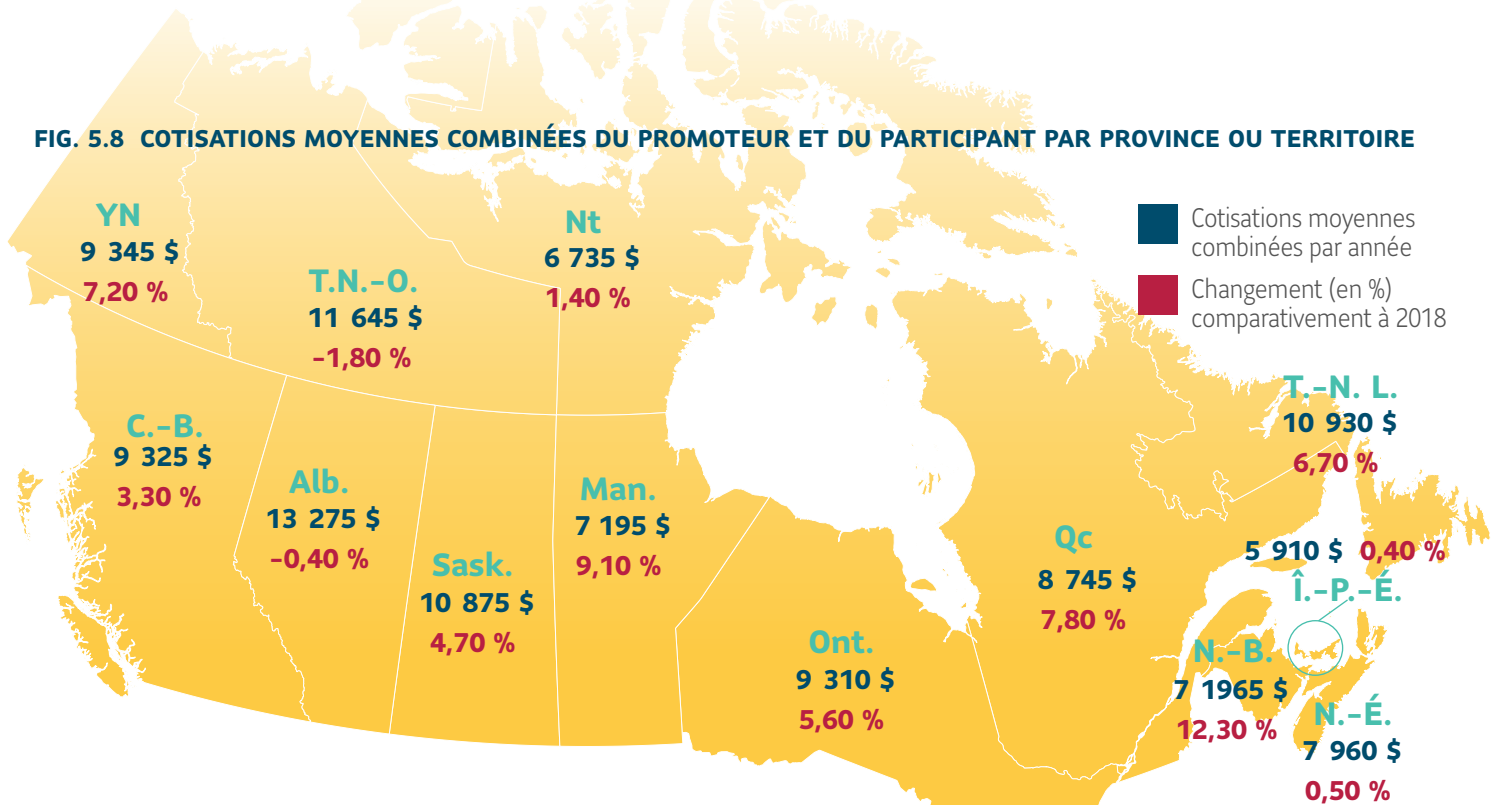 FIG. 5.8 COTISATIONS MOYENNES COMBINÉES DU PROMOTEUR ET DU PARTICIPANT PAR PROVINCE OU TERRITOIRE
Cotisations moyennes
combinées par année
Changement (en %)
comparativement à 2018
YN
9 345 $
7,20 %
T.N.-O.
11 645 $
-1,80 %
Nt
6 735 $
1,40 %
C.-B.
9 325 $
3,30 %
Alb.
13 275 $
-0,40 %
Sask.
10 875 $
4,70 %
Man.
7 195 $
9,10 %
Ont.
9 310 $
5,60 %
Qc
8 745 $
7,80 %
T.-N. L.
10 930 $
6,70 %
5 910 $ 0,40 %
Î.-P.-É.
N.-B.
7 1965 $
12,30 %
N.-É.
7 960 $
0,50 %